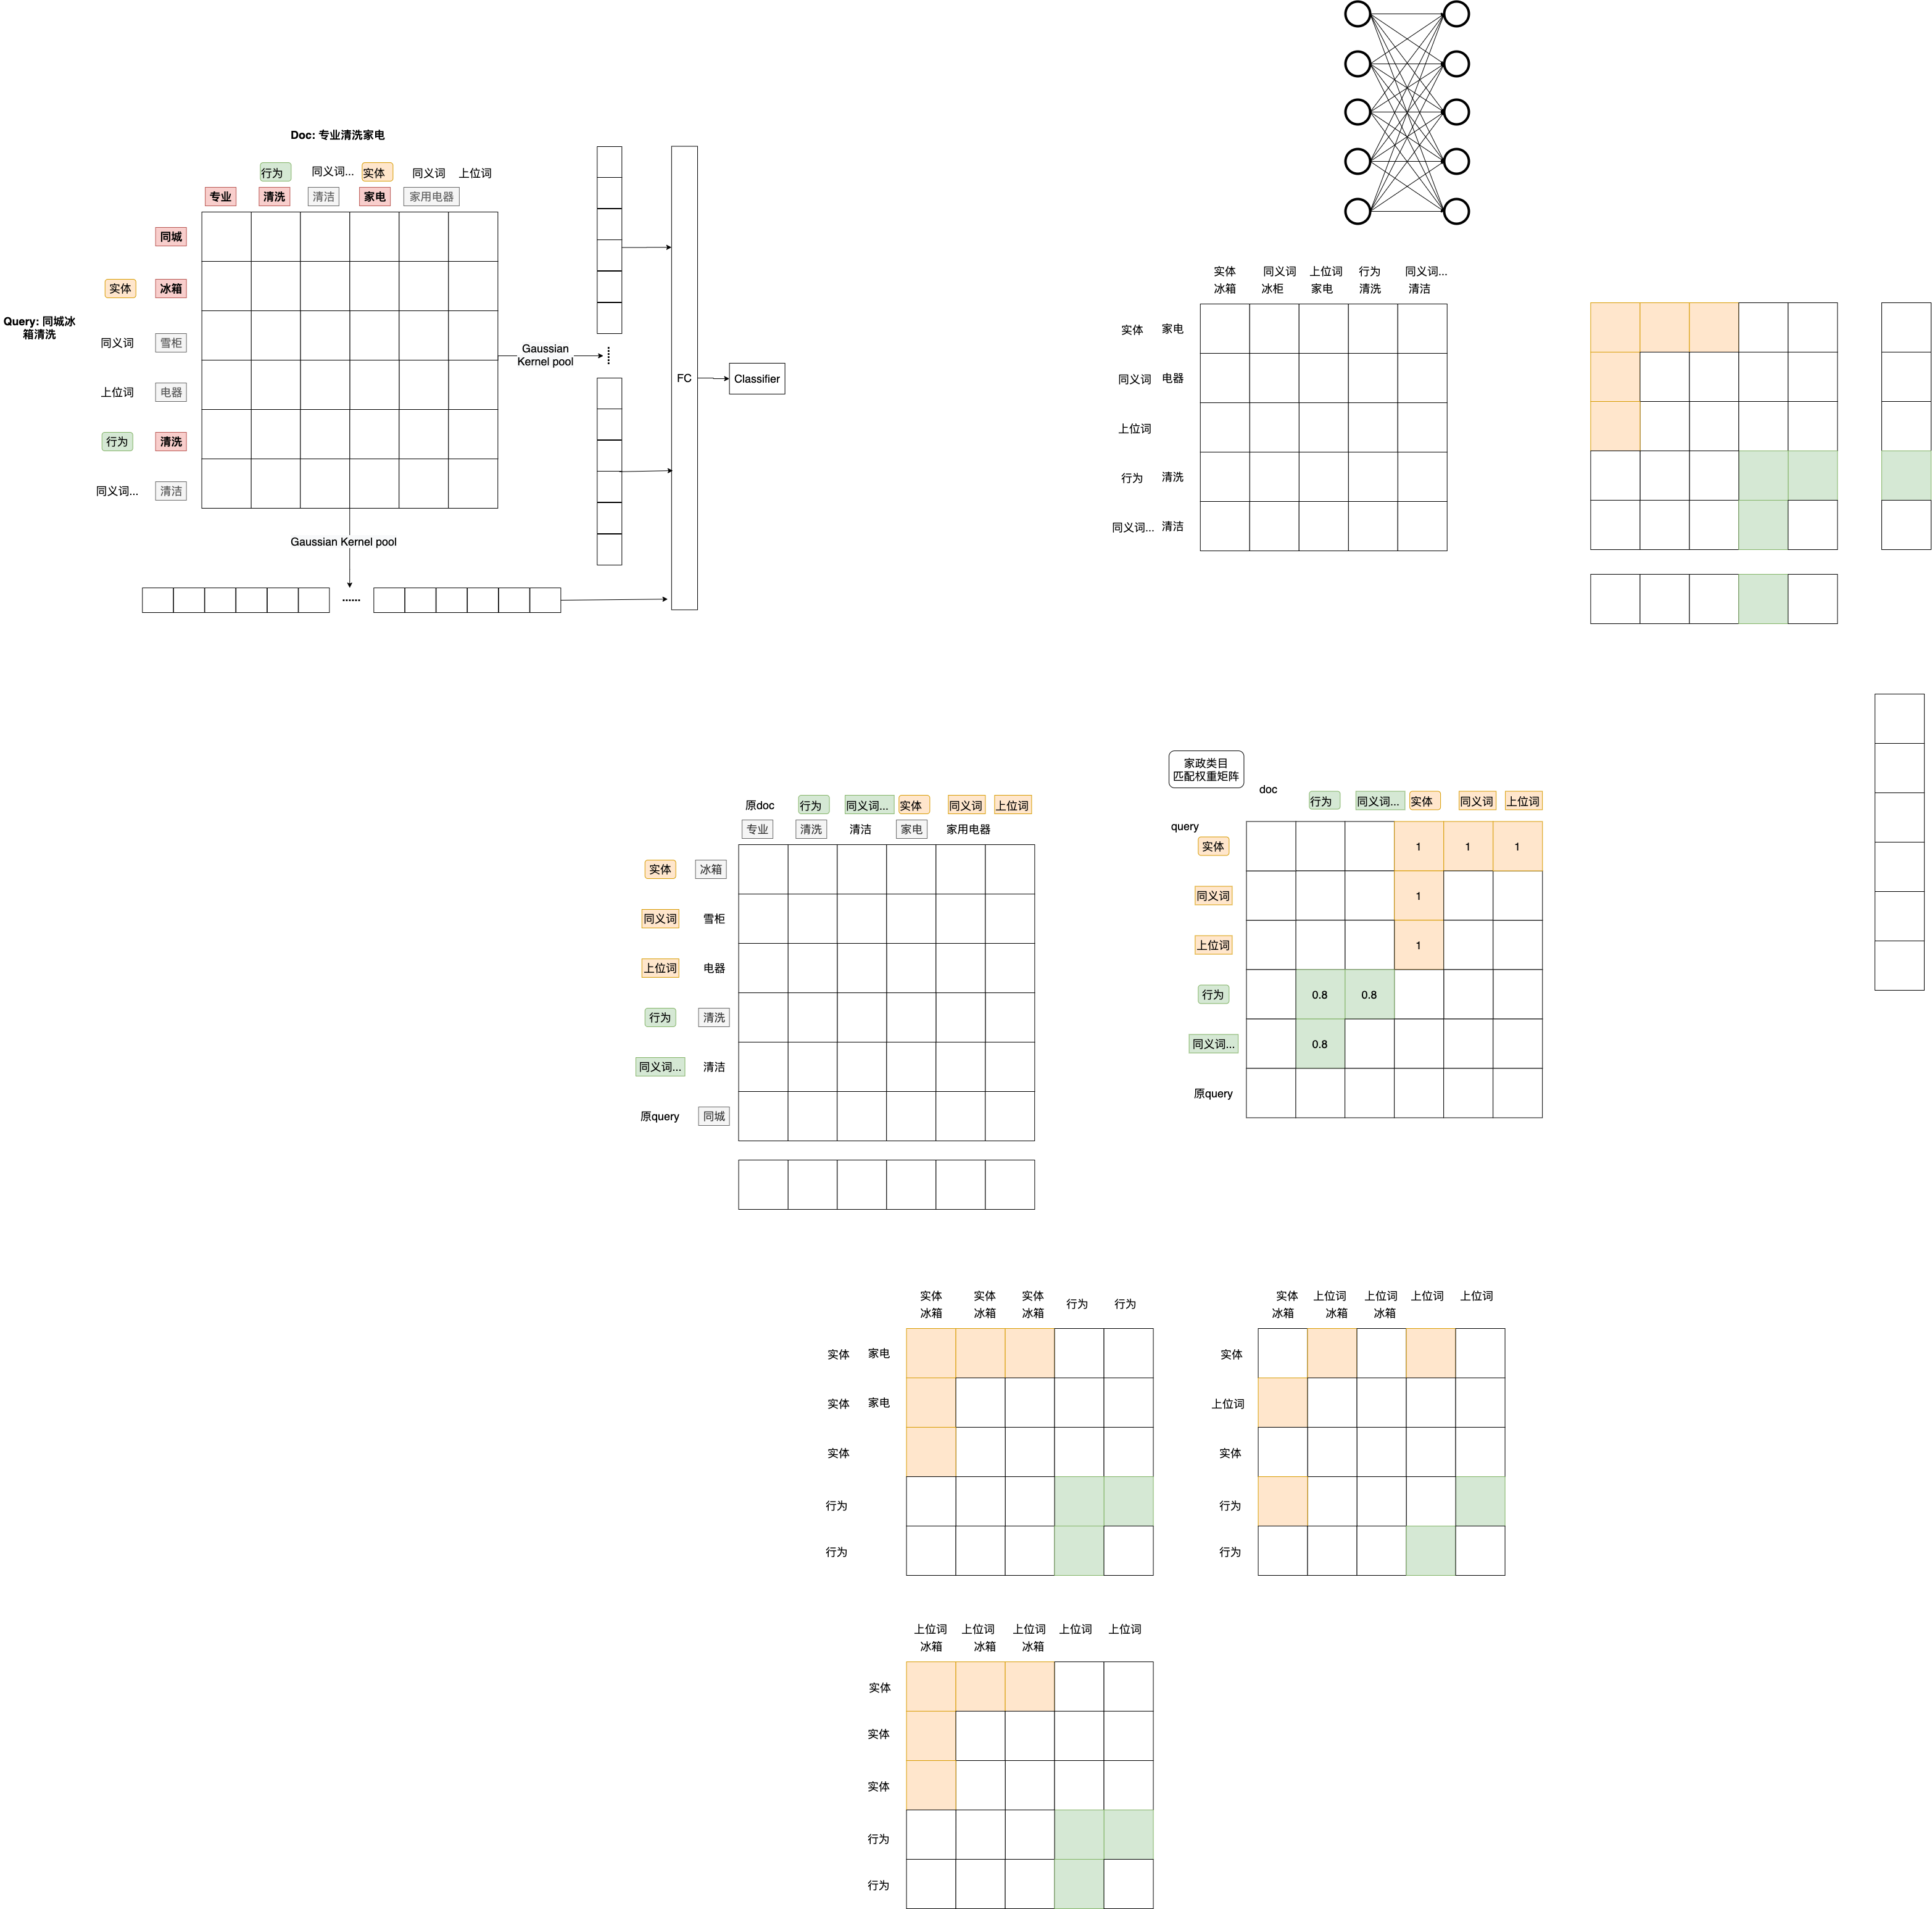 Doc: 专业清洗家电
行为
同义词...
实体
同义词
上位词
专业
清洗
清洁
家电
家用电器
同城
实体
冰箱
Query: 同城冰
箱清洗
同义词
雪柜
上位词
电器
行为
清洗
同义词...
清洁
Gaussian
Kernel pool
Gaussian Kernel pool
......
......
FC
Classifier
实体
同义词
上位词
行为
同义词...
冰箱
冰柜
家电
清洗
清洁
实体
家电
同义词
电器
上位词
行为
清洗
同义词...
清洁
原doc
行为
同义词...
实体
同义词
上位词
专业
清洗
清洁
家电
家用电器
实体
冰箱
同义词
雪柜
上位词
电器
行为
清洗
同义词...
清洁
原query
同城
家政类目
匹配权重矩阵
doc
行为
同义词...
实体
同义词
上位词
query
实体
1
1
1
同义词
1
上位词
1
行为
0.8
0.8
同义词...
0.8
原query
实体
实体
实体
行为
行为
冰箱
冰箱
冰箱
实体
家电
实体
家电
实体
行为
行为
实体
上位词
上位词
上位词
上位词
冰箱
冰箱
冰箱
实体
上位词
实体
行为
行为
上位词
上位词
上位词
上位词
上位词
冰箱
冰箱
冰箱
实体
实体
实体
行为
行为